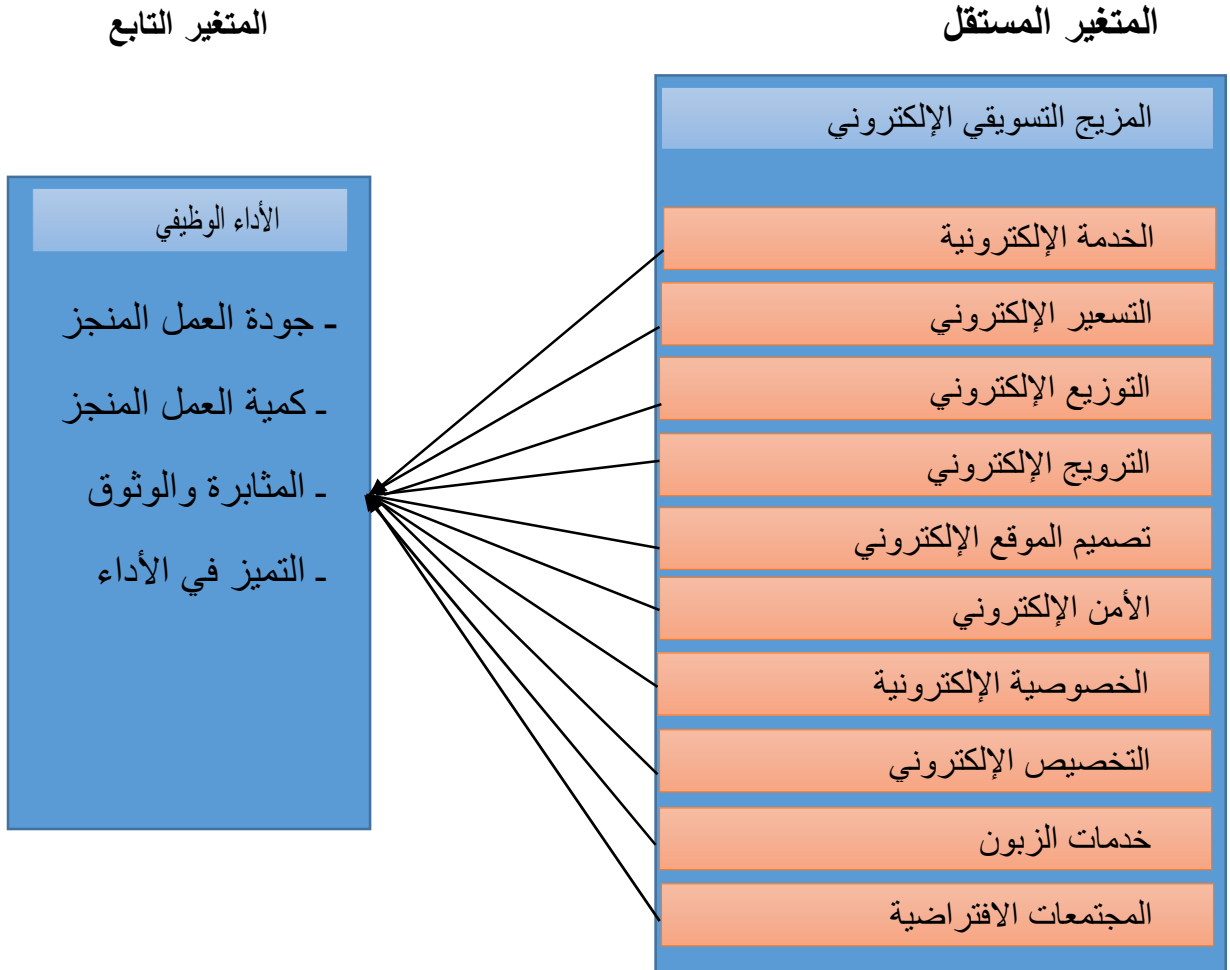 المتغير المستقل
المتغير التابع
المزيج التسويقي الإلكتروني
الخدمة الإلكترونية
التسعير الإلكتروني
التوزيع الإلكتروني
الترويج الإلكتروني
تصميم الموقع الإلكتروني
الأمن الإلكتروني
الخصوصية الإلكترونية
التخصيص الإلكتروني
خدمات الزبون
المجتمعات الافتراضية
الأداء الوظيفي
- جودة العمل المنجز
- كمية العمل المنجز
- المثابرة والوثوق
- التميز في الأداء